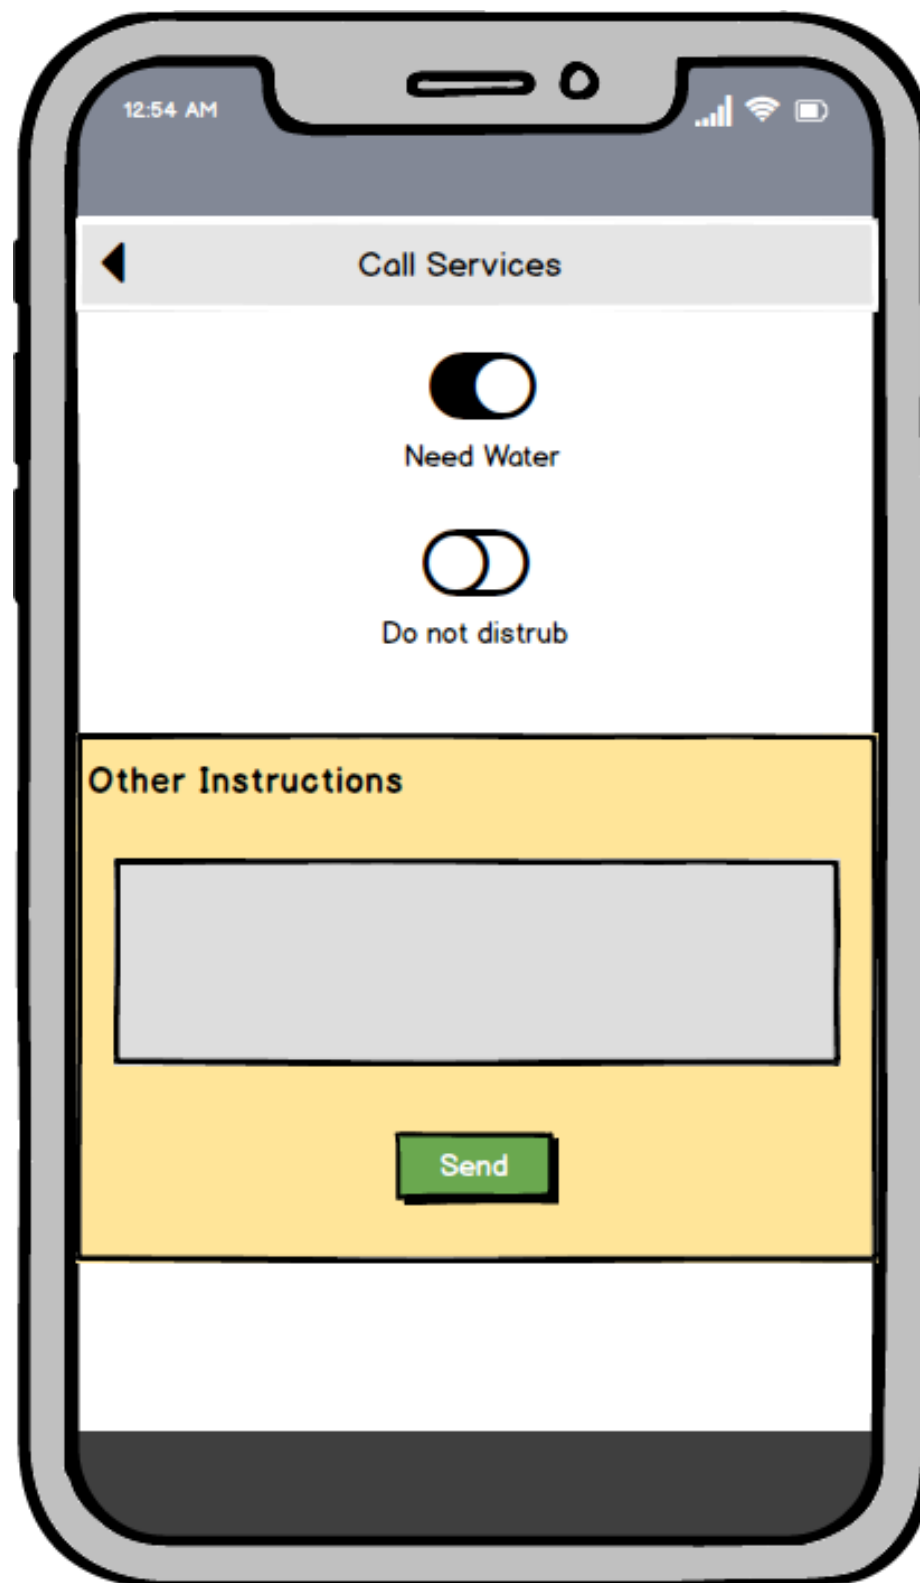 12:54 AM
Call Services
Need Water
Do not distrub
Other Instructions
Send